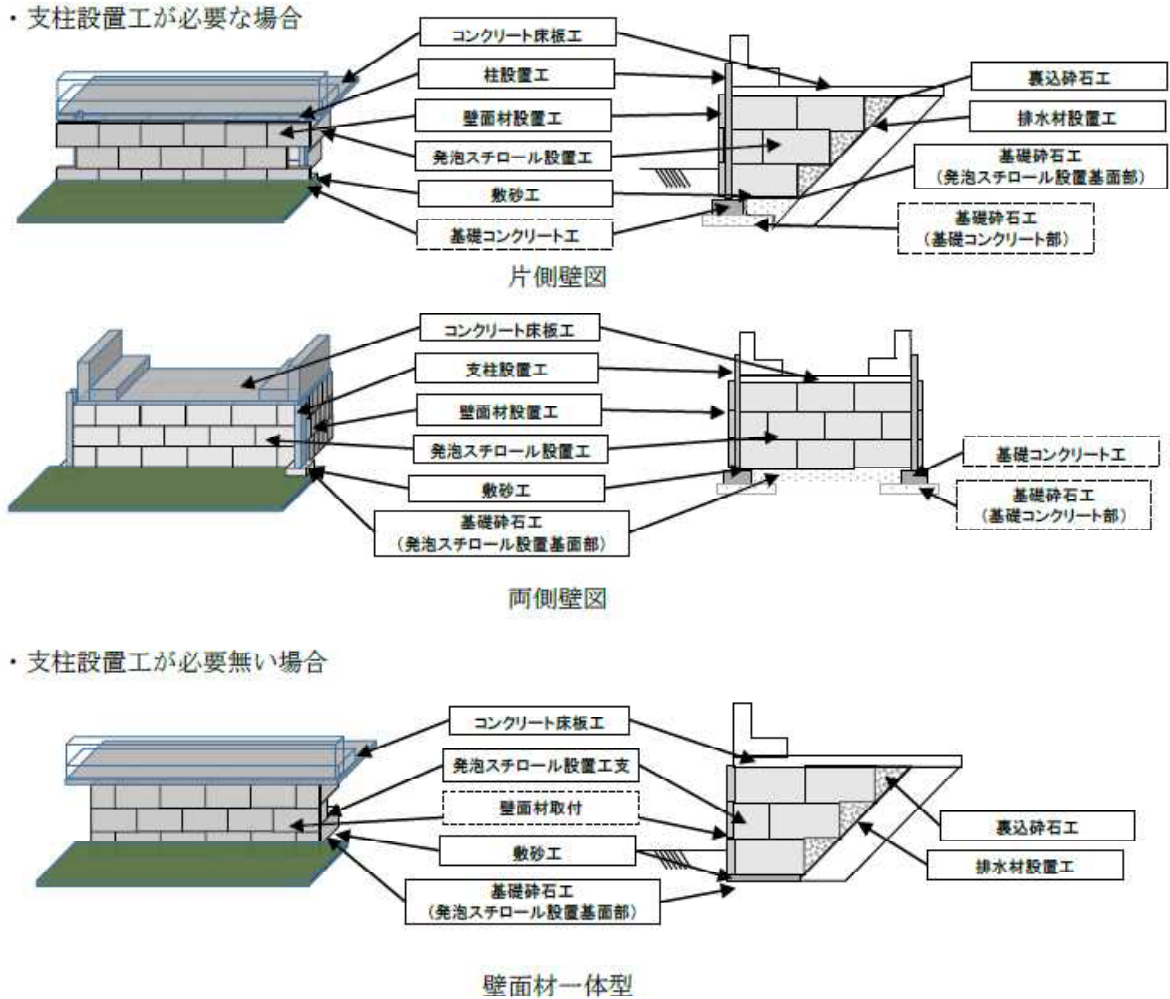 ・支柱設置工が必要な場合
コンクリート床板工
柱設置工
壁面材設置工
発泡スチロール設置工
敷砂工
基礎コンクリート工
裏込砕石工
排水材設置工
基礎砕石工
(発泡スチロール設置基面部)
基礎砕石工
(基礎コンクリート部)
片側壁図
コンクリート床板工
支柱設置工
壁面材設置工
発泡スチロール設置工
敷砂工
基礎砕石工
(発泡スチロール設置基面部)
基礎コンクリート工
基礎砕石工
(基礎コンクリート部)
両側壁図
・支柱設置工が必要無い場合
コンクリート床板工
発泡スチロール設置工支
壁面材取付
敷砂工
基礎砕石工
(発泡スチロール設置基面部)
裏込砕石工
排水材設置工
壁面材一体型